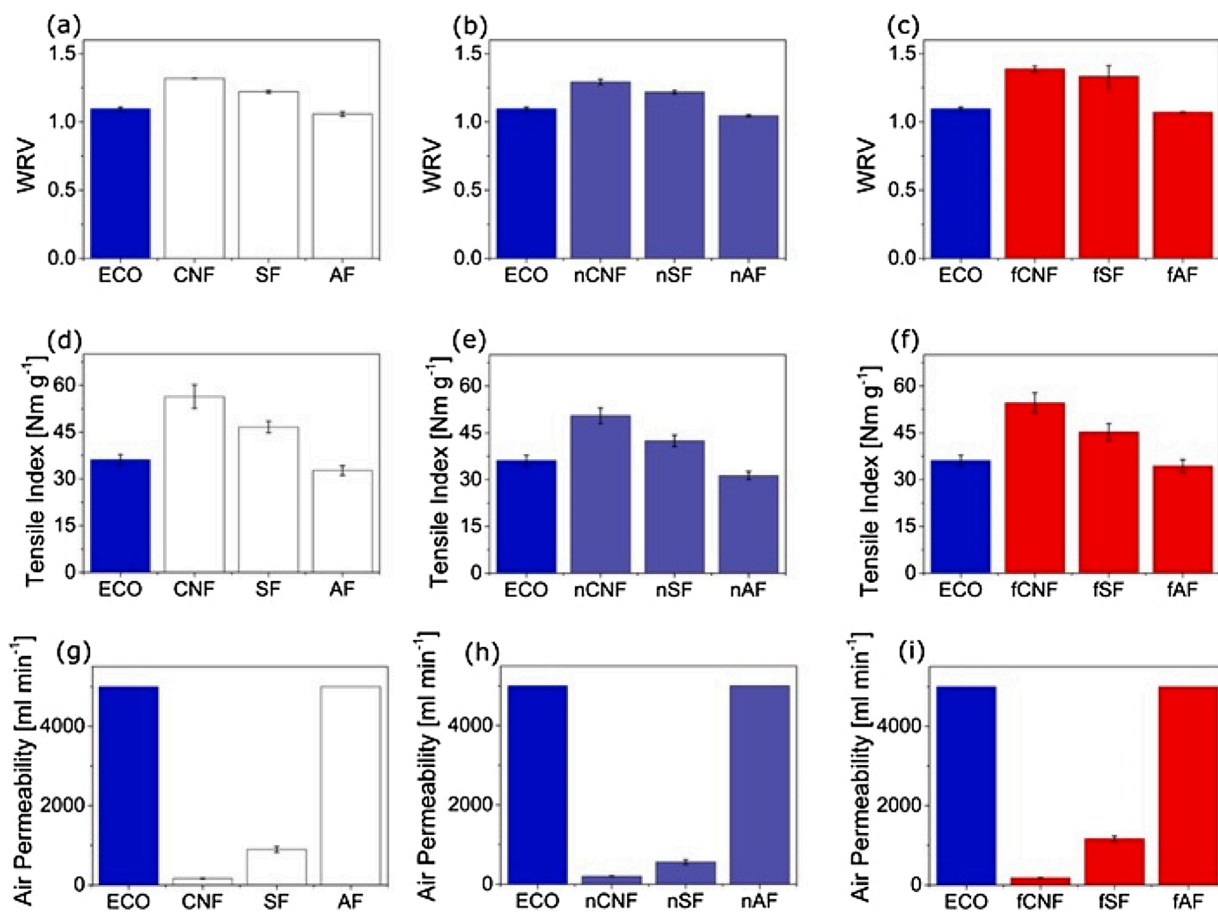 (a)
1.5
1.0
0.5
0.0
WRV
ECO CNF SF AF
(b)
1.5
1.0
0.5
0.0
WRV
ECO nCNF nSF nAF
(c)
1.5
1.0
0.5
0.0
WRV
ECO fCNF fSF fAF
(d)
60
45
30
15
0
Tensile Index [Nm g⁻¹]
ECO CNF SF AF
(e)
60
45
30
15
0
Tensile Index [Nm g⁻¹]
ECO nCNF nSF nAF
(f)
60
45
30
15
0
Tensile Index [Nm g⁻¹]
ECO fCNF fSF fAF
(g)
4000
2000
0
Air Permeability [ml min⁻¹]
ECO CNF SF AF
(h)
4000
2000
0
Air Permeability [ml min⁻¹]
ECO nCNF nSF nAF
(i)
4000
2000
0
Air Permeability [ml min⁻¹]
ECO fCNF fSF fAF